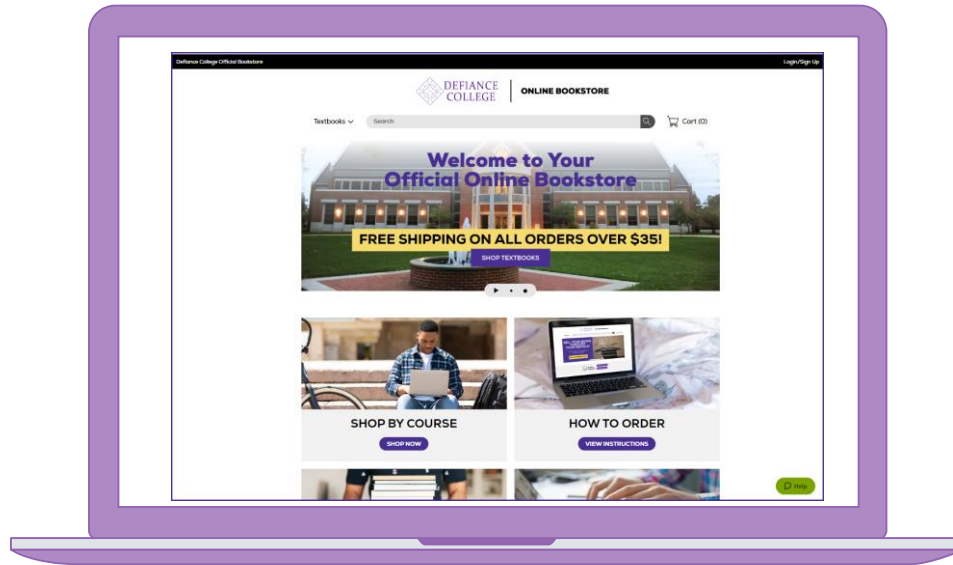 Defiance College Official Bookstore
Login/Sign Up
DEFIANCE
COLLEGE
ONLINE BOOKSTORE
Textbooks
Search
Cart (0)
Welcome to Your
Official Online Bookstore
FREE SHIPPING ON ALL ORDERS OVER $35!
SHOP TEXTBOOKS
SHOP BY COURSE
SHOP NOW
HOW TO ORDER
VIEW INSTRUCTIONS
Help